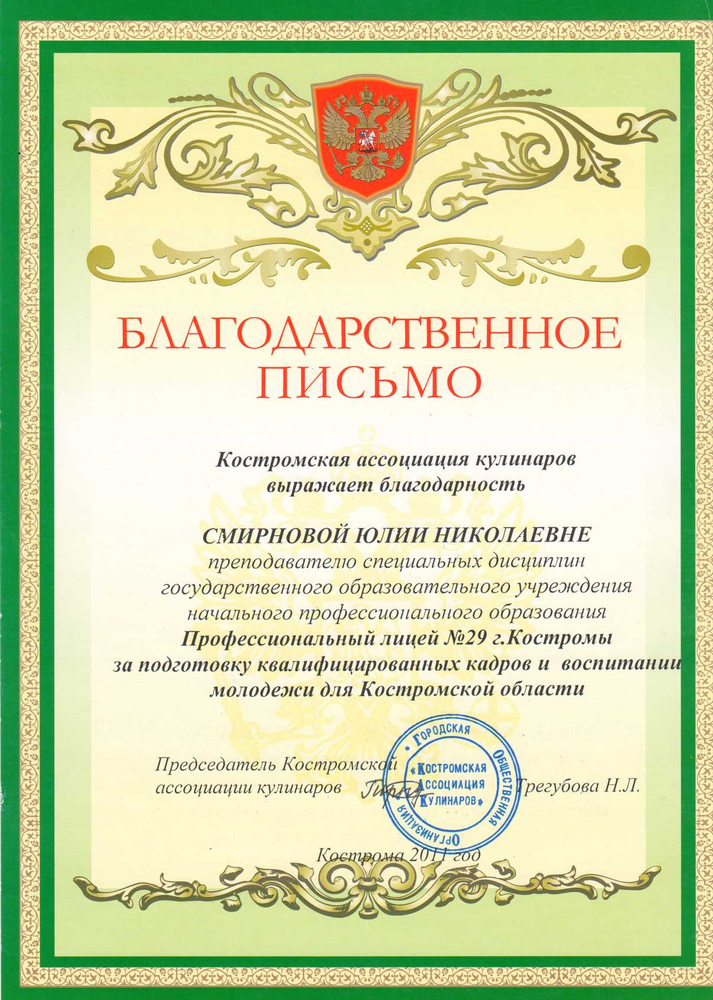 БЛАГОДАРСТВЕННОЕ
ПИСЬМО
Костромская ассоциация кулинаров
выражает благодарность
СМИРНОВОЙ ЮЛИИ НИКОЛАЕВНЕ
преподавателю специальных дисциплин
государственного образовательного учреждения
начального профессионального образования
Профессиональный лицей №29 г.Костромы
за подготовку квалифицированных кадров и воспитании
молодежи для Костромской области
Председатель Костромской
ассоциации кулинаров
Трегубова Н.Л.
Городская Общественная Организация
«Костромская
Ассоциация
Кулинаров»
Кострома 2011 год